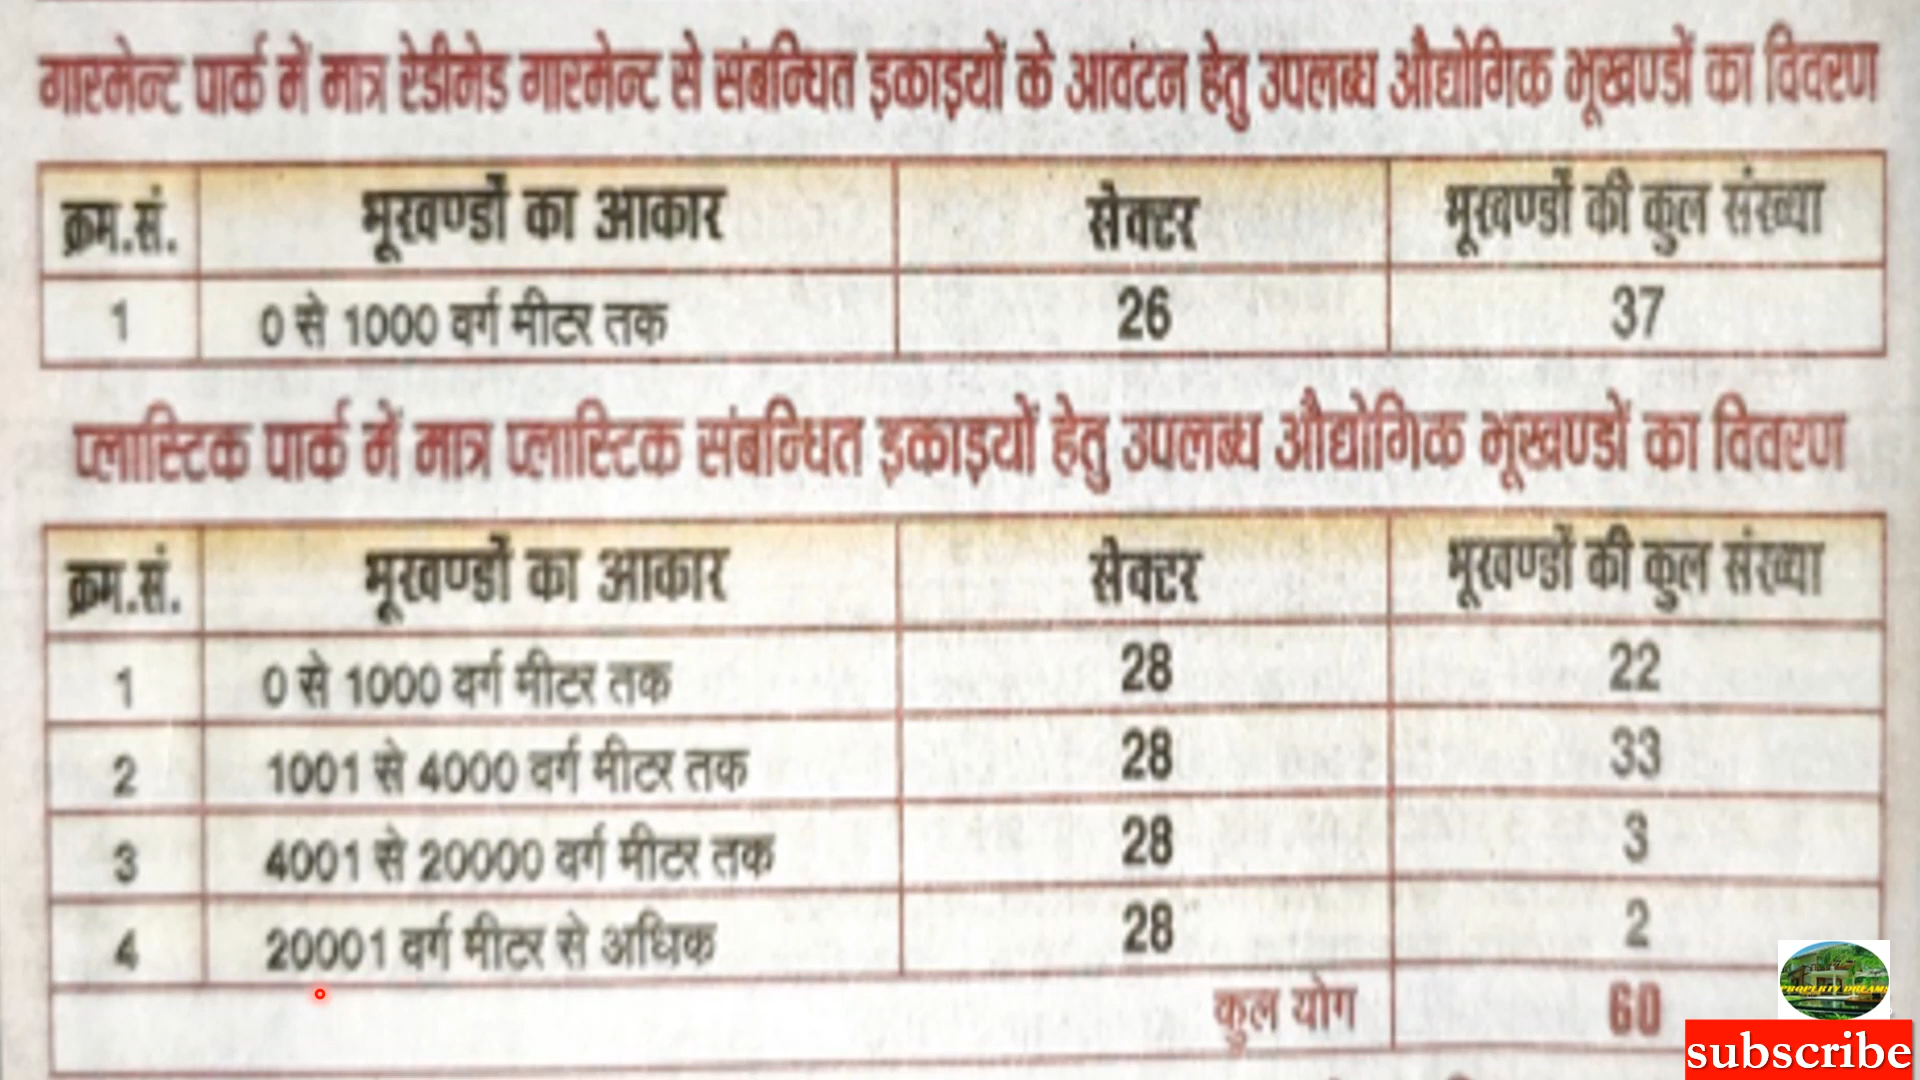 गारमेन्ट पार्क में मात्र रेडीमेड गारमेन्ट से संबन्धित इकाइयों के आवंटन हेतु उपलब्ध औद्योगिक भूखण्डों का विवरण
क्रम.सं. भूखण्डों का आकार सेक्टर भूखण्डों की कुल संख्या
1 0 से 1000 वर्ग मीटर तक 26 37
प्लास्टिक पार्क में मात्र प्लास्टिक संबन्धित इकाइयों हेतु उपलब्ध औद्योगिक भूखण्डों का विवरण
क्रम.सं. भूखण्डों का आकार सेक्टर भूखण्डों की कुल संख्या
1 0 से 1000 वर्ग मीटर तक 28 22
2 1001 से 4000 वर्ग मीटर तक 28 33
3 4001 से 20000 वर्ग मीटर तक 28 3
4 20001 वर्ग मीटर से अधिक 28 2
कुल योग 60
PROPERTY DREAMS
subscribe